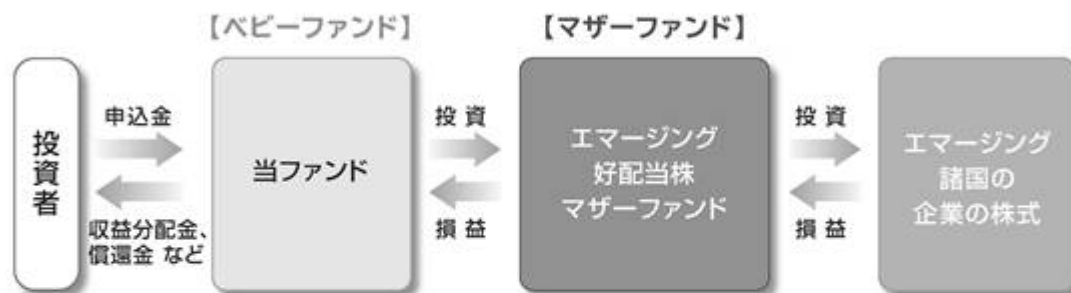 【ベビーファンド】
【マザーファンド】
投資者
申込金
収益分配金、
償還金 など
当ファンド
投 資
損 益
エマージング
好配当株
マザーファンド
投 資
損 益
エマージング
諸国の
企業の株式